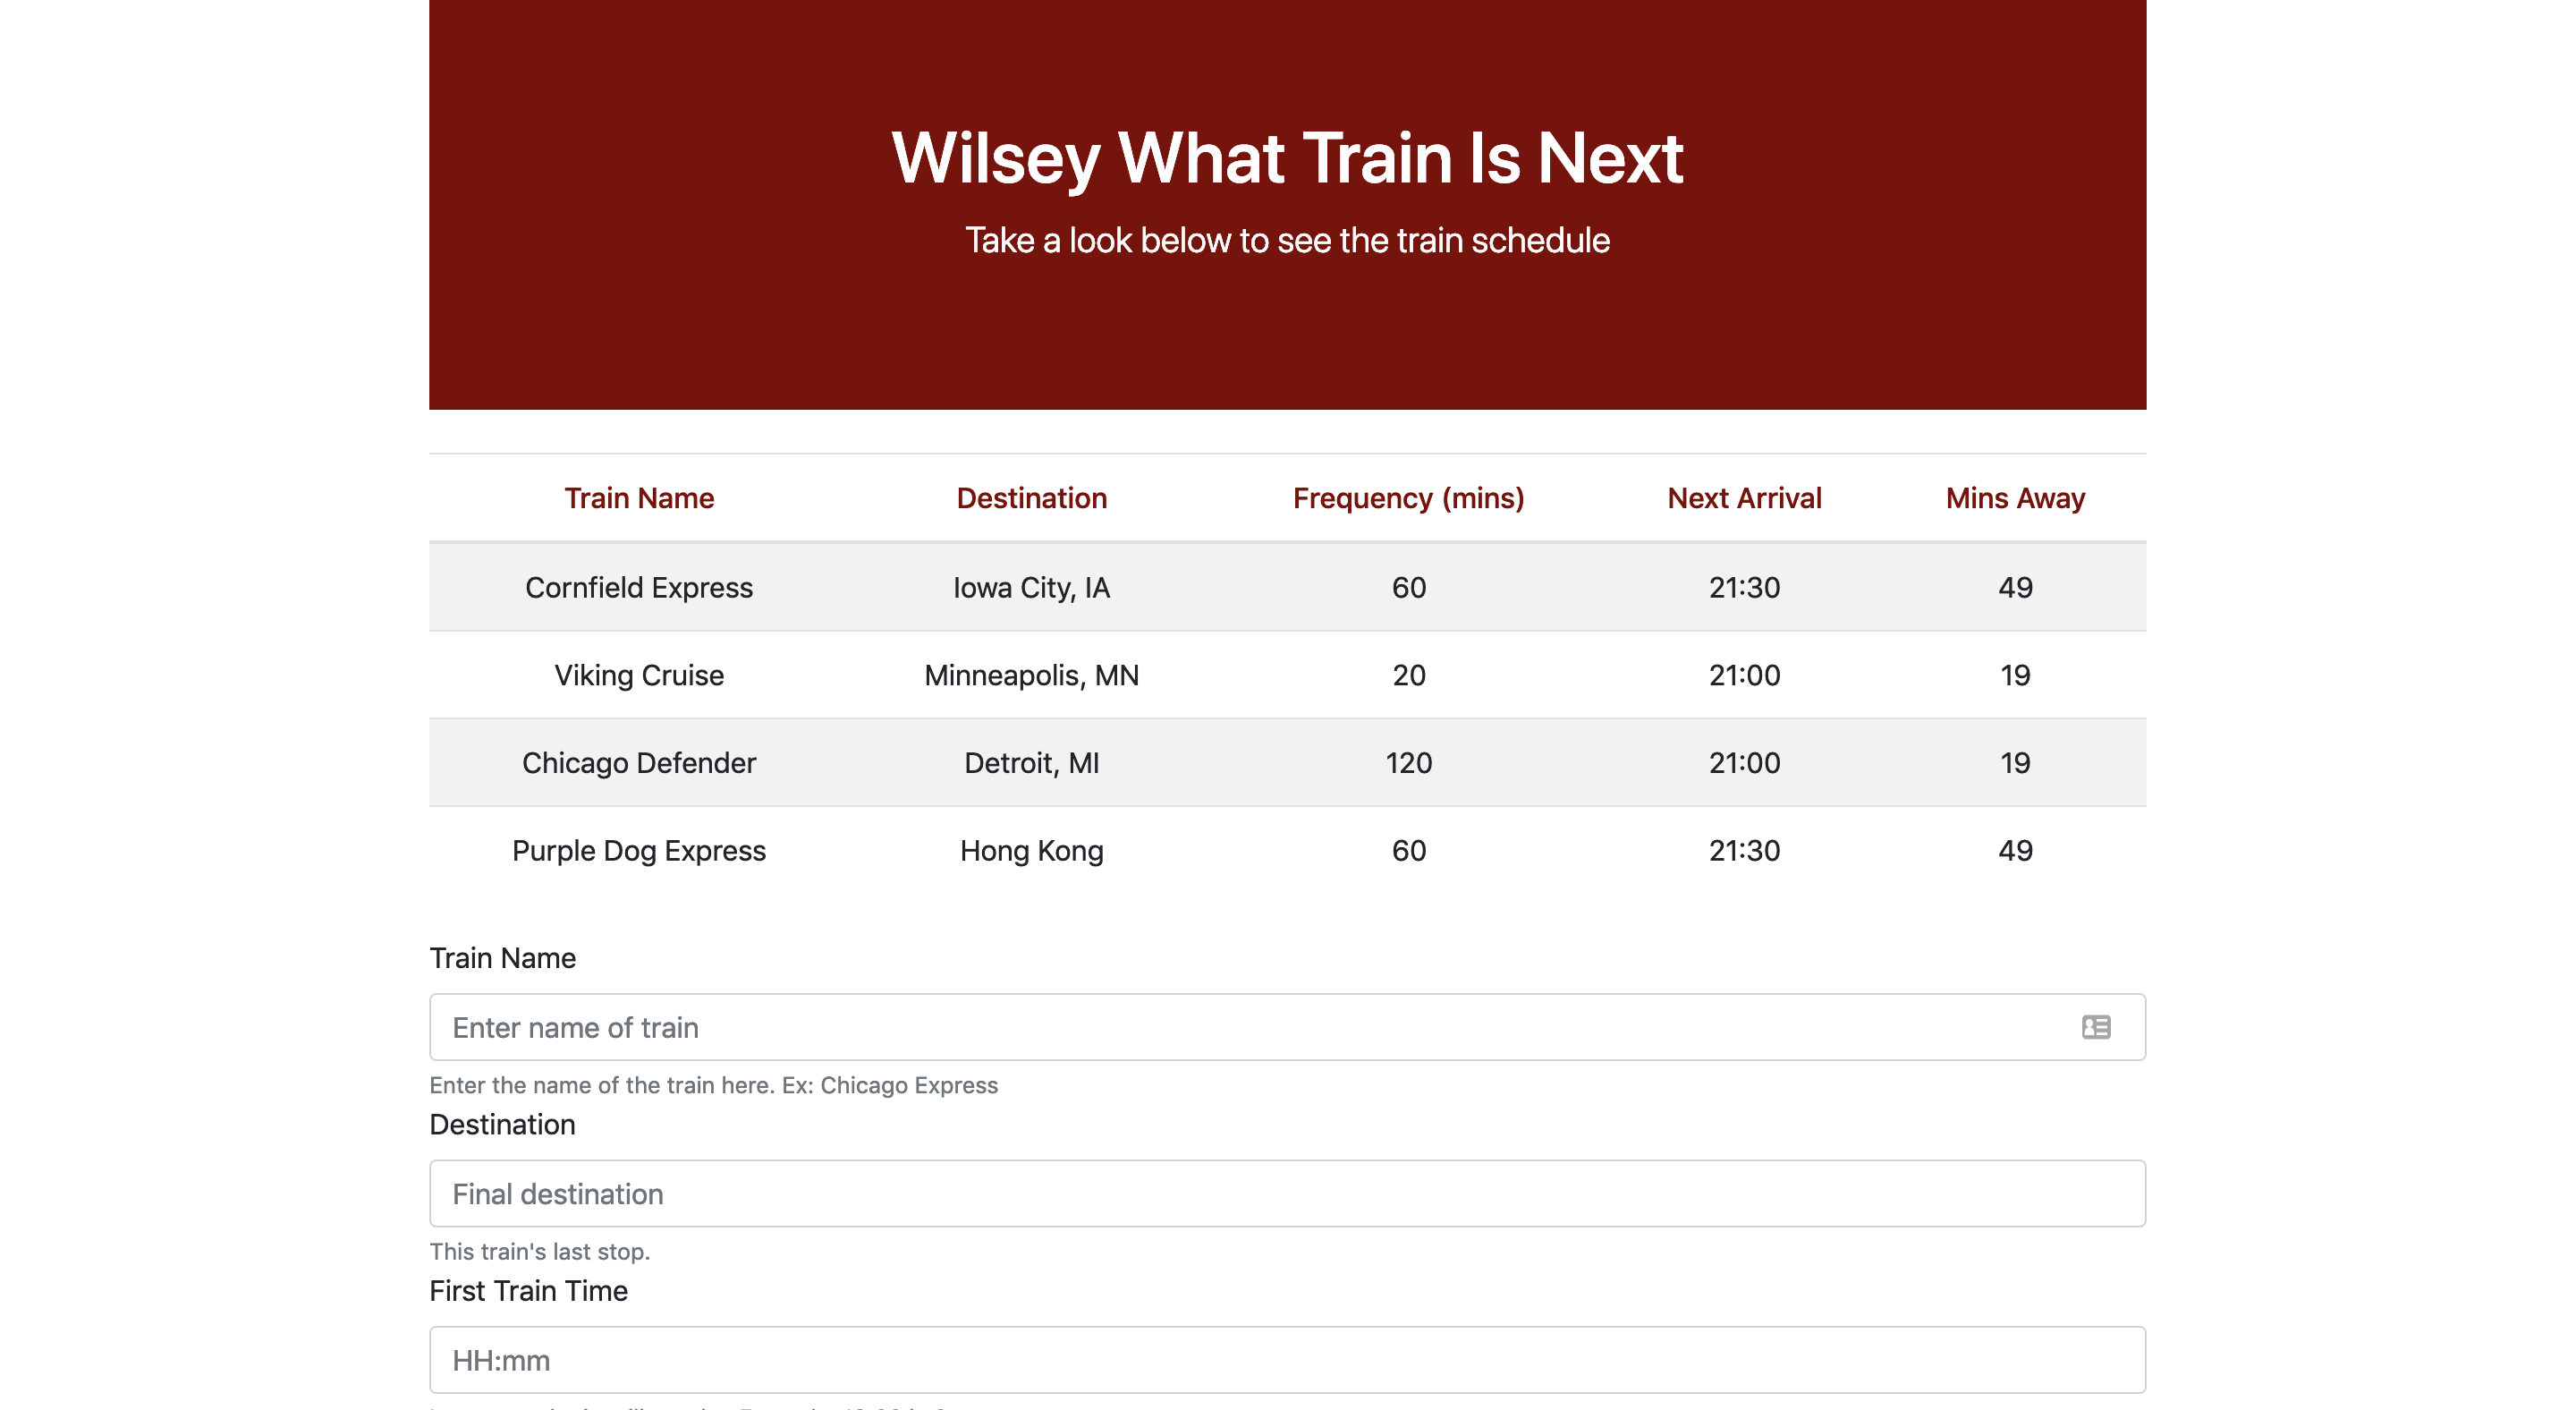 Wilsey What Train Is Next
Take a look below to see the train schedule
Train Name Destination Frequency (mins) Next Arrival Mins Away
Cornfield Express Iowa City, IA 60 21:30 49
Viking Cruise Minneapolis, MN 20 21:00 19
Chicago Defender Detroit, MI 120 21:00 19
Purple Dog Express Hong Kong 60 21:30 49
Train Name
Enter name of train
Enter the name of the train here. Ex: Chicago Express
Destination
Final destination
This train's last stop.
First Train Time
HH:mm